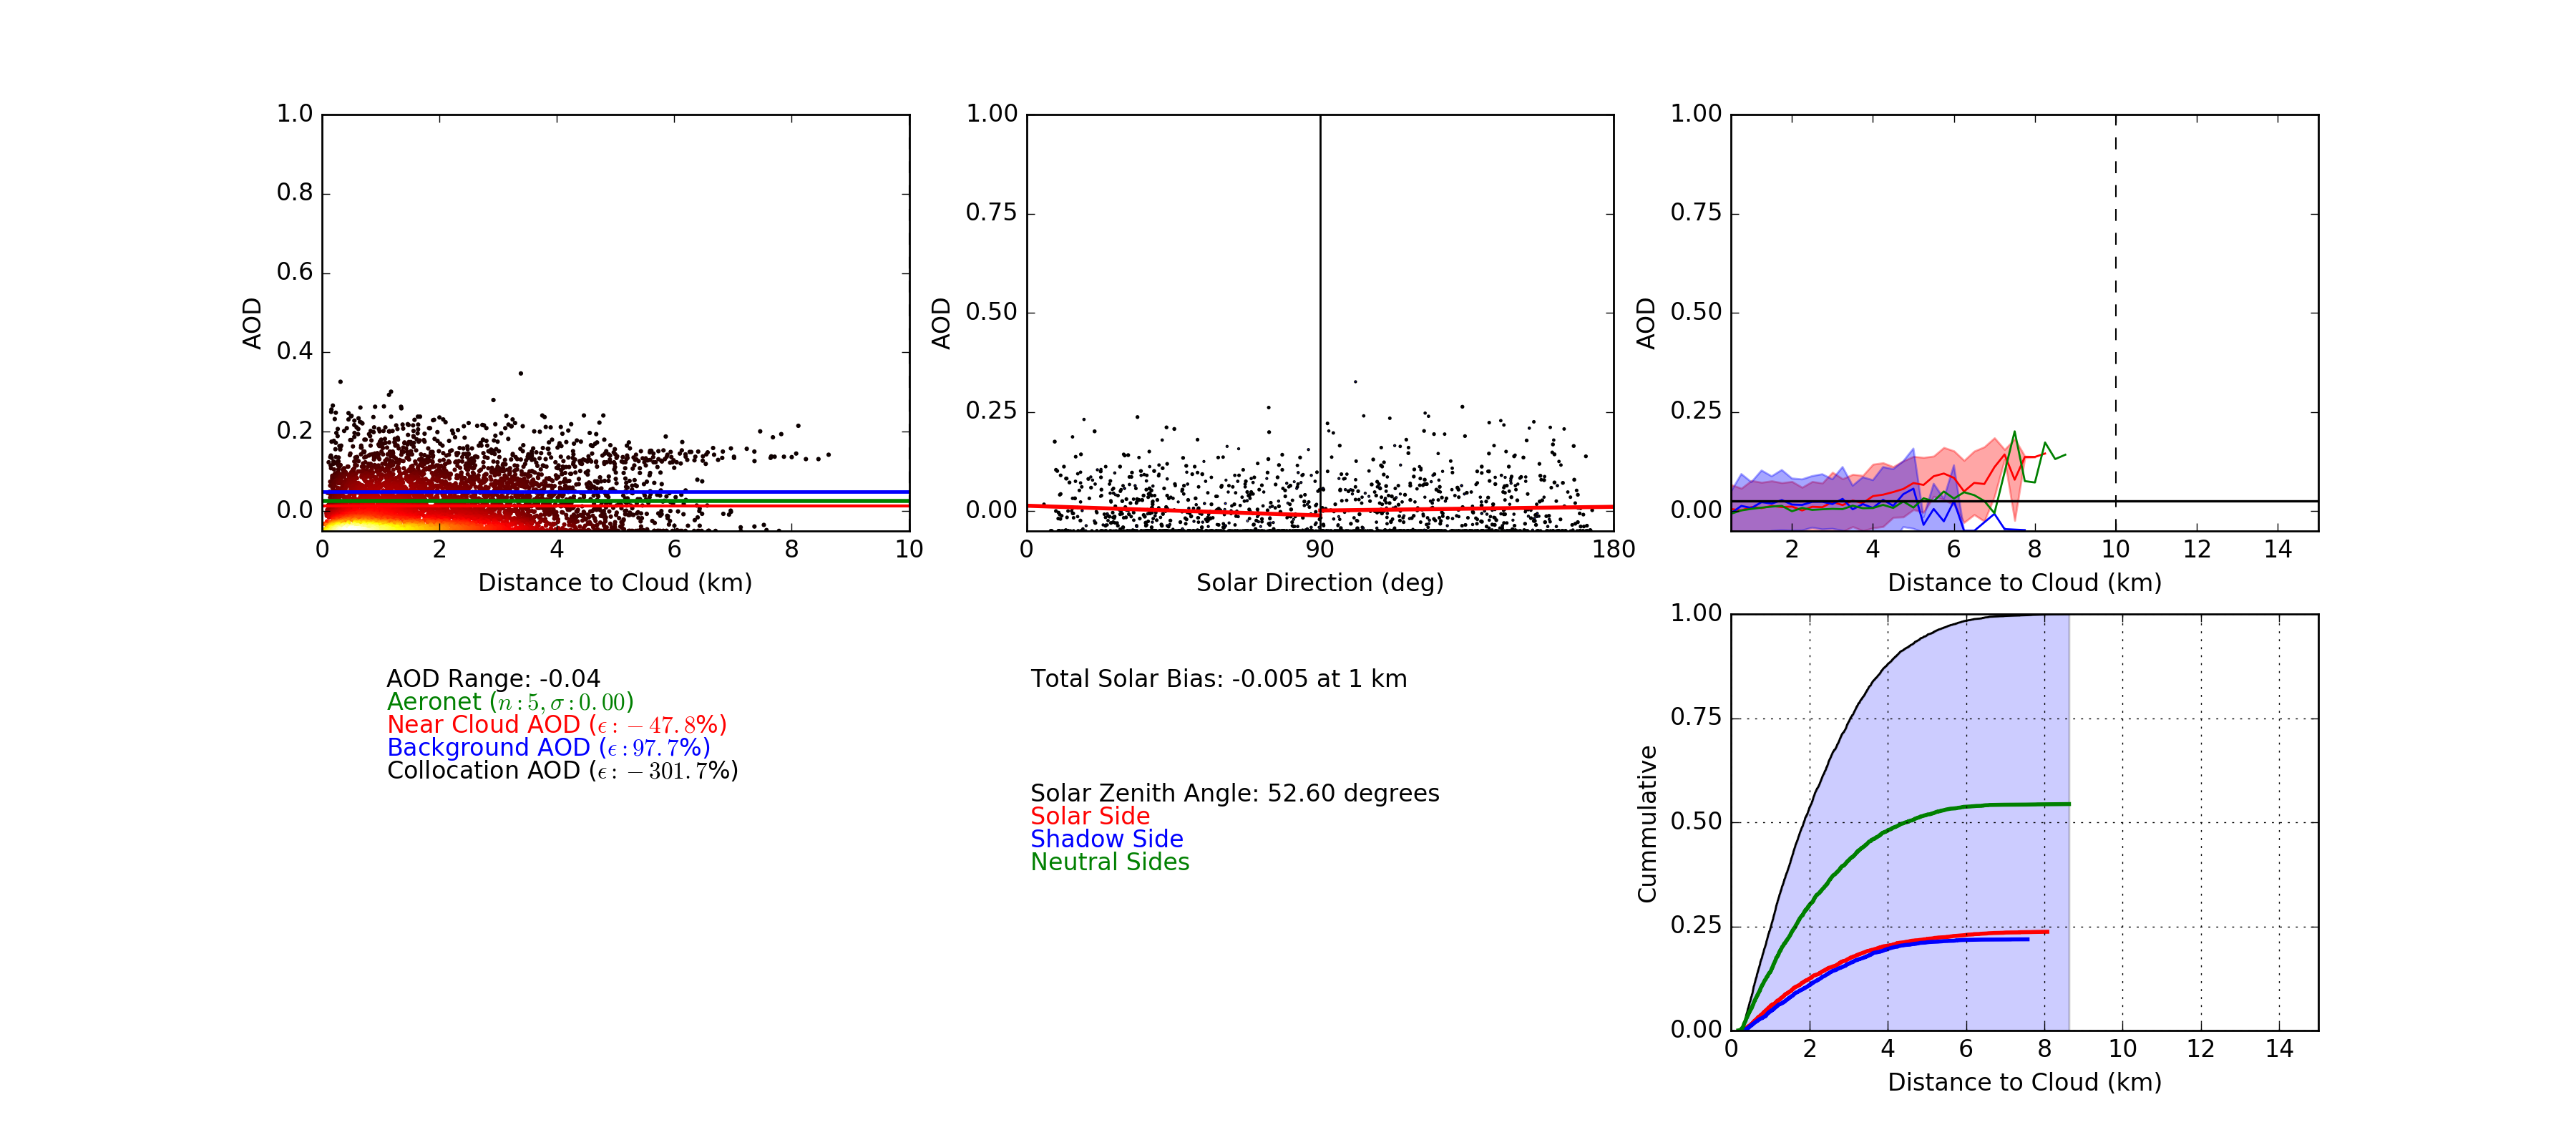 1.0
0.8
0.6
0.4
0.2
0.0
AOD
0 2 4 6 8 10
Distance to Cloud (km)
1.00
0.75
0.50
0.25
0.00
AOD
0 90 180
Solar Direction (deg)
1.00
0.75
0.50
0.25
0.00
AOD
2 4 6 8 10 12 14
Distance to Cloud (km)
AOD Range: -0.04
Aeronet (n : 5, σ : 0.00)
Near Cloud AOD (ϵ : −47.8%)
Background AOD (ϵ : 97.7%)
Collocation AOD (ϵ : −301.7%)
Total Solar Bias: -0.005 at 1 km
Solar Zenith Angle: 52.60 degrees
Solar Side
Shadow Side
Neutral Sides
1.00
0.75
0.50
0.25
0.00
Cummulative
0 2 4 6 8 10 12 14
Distance to Cloud (km)